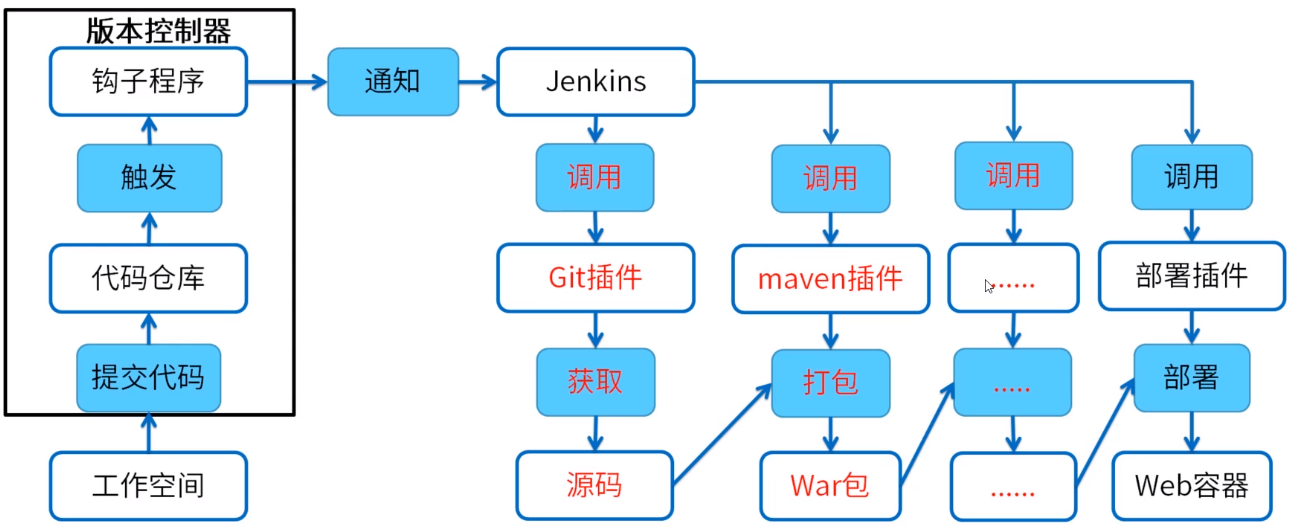 版本控制器
钩子程序
通知
Jenkins
触发
调用
调用
调用
调用
代码仓库
Git插件
maven插件
......
部署插件
提交代码
获取
打包
.....
部署
工作空间
源码
War包
......
Web容器